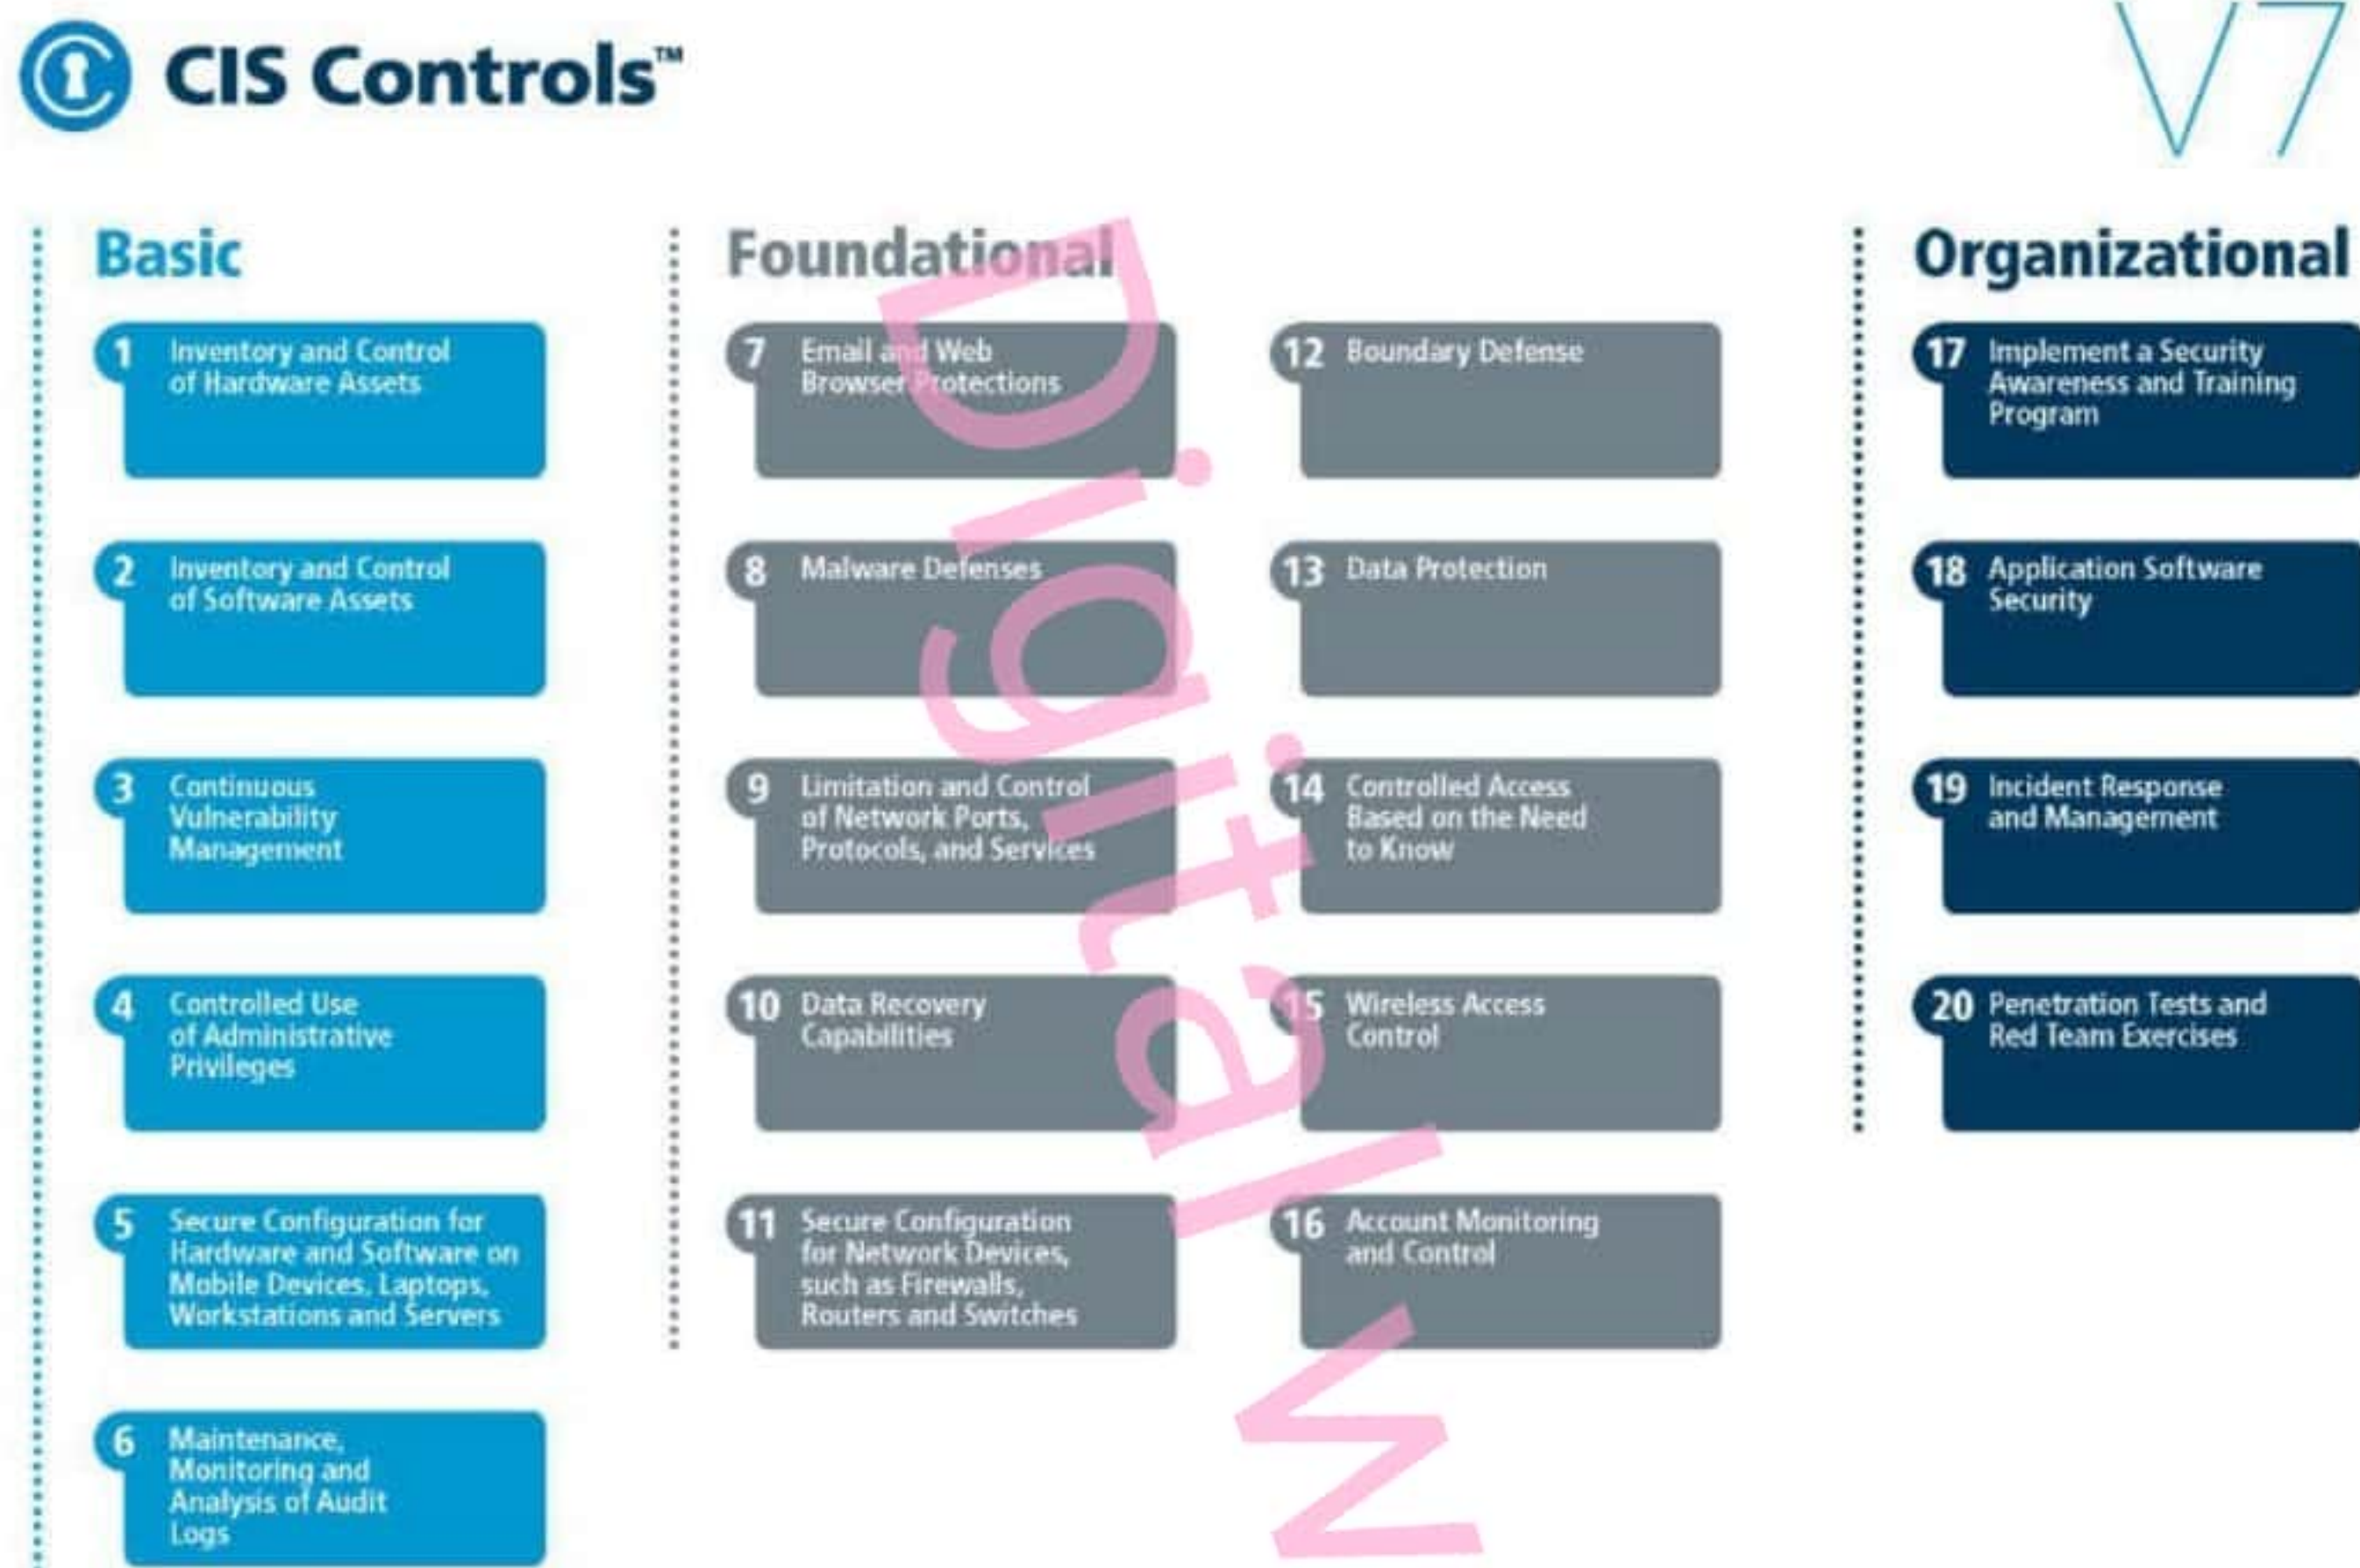 CIS Controls™
V7
Basic
1 Inventory and Control
of Hardware Assets
2 Inventory and Control
of Software Assets
3 Continuous
Vulnerability
Management
4 Controlled Use
of Administrative
Privileges
5 Secure Configuration for
Hardware and Software on
Mobile Devices, Laptops,
Workstations and Servers
6 Maintenance,
Monitoring and
Analysis of Audit
Logs
Foundational
7 Email and Web
Browser Protections
8 Malware Defenses
9 Limitation and Control
of Network Ports,
Protocols, and Services
10 Data Recovery
Capabilities
11 Secure Configuration
for Network Devices,
such as Firewalls,
Routers and Switches
12 Boundary Defense
13 Data Protection
14 Controlled Access
Based on the Need
to Know
15 Wireless Access
Control
16 Account Monitoring
and Control
Organizational
17 Implement a Security
Awareness and Training
Program
18 Application Software
Security
19 Incident Response
and Management
20 Penetration Tests and
Red Team Exercises
Digital w